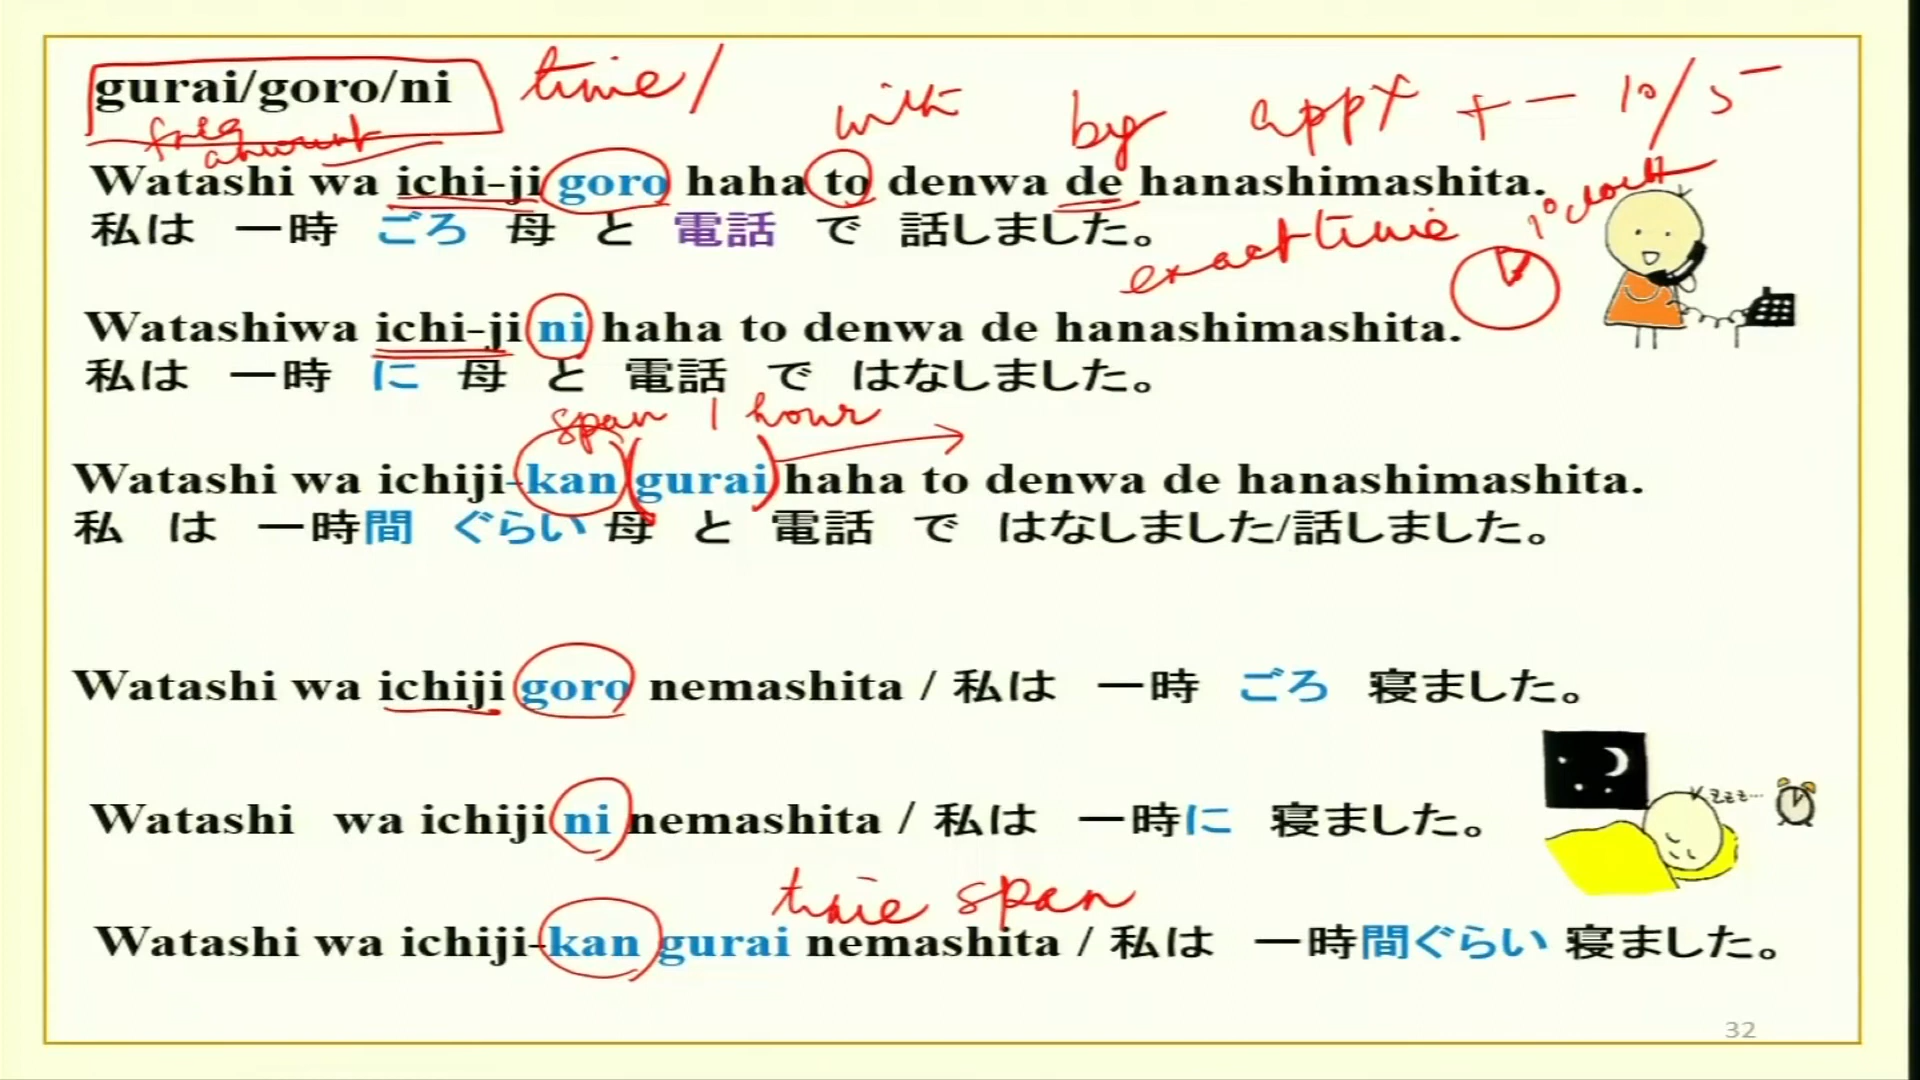 gurai/goro/ni time/
with by appx + - 10/5 -
freq
amount
Watashi wa ichi-ji goro haha to denwa de hanashimashita.
私は 一時 ごろ 母 と 電話 で 話しました。
exact time 1o'clock
Watashiwa ichi-ji ni haha to denwa de hanashimashita.
私は 一時 に 母 と 電話 で はなしました。
span 1 hour
Watashi wa ichiji-kan gurai haha to denwa de hanashimashita.
私 は 一時間 ぐらい 母 と 電話 で はなしました/話しました。
Watashi wa ichiji goro nemashita / 私は 一時 ごろ 寝ました。
Watashi wa ichiji ni nemashita / 私は 一時に 寝ました。
zzz...
time span
Watashi wa ichiji-kan gurai nemashita / 私は 一時間ぐらい 寝ました。
32